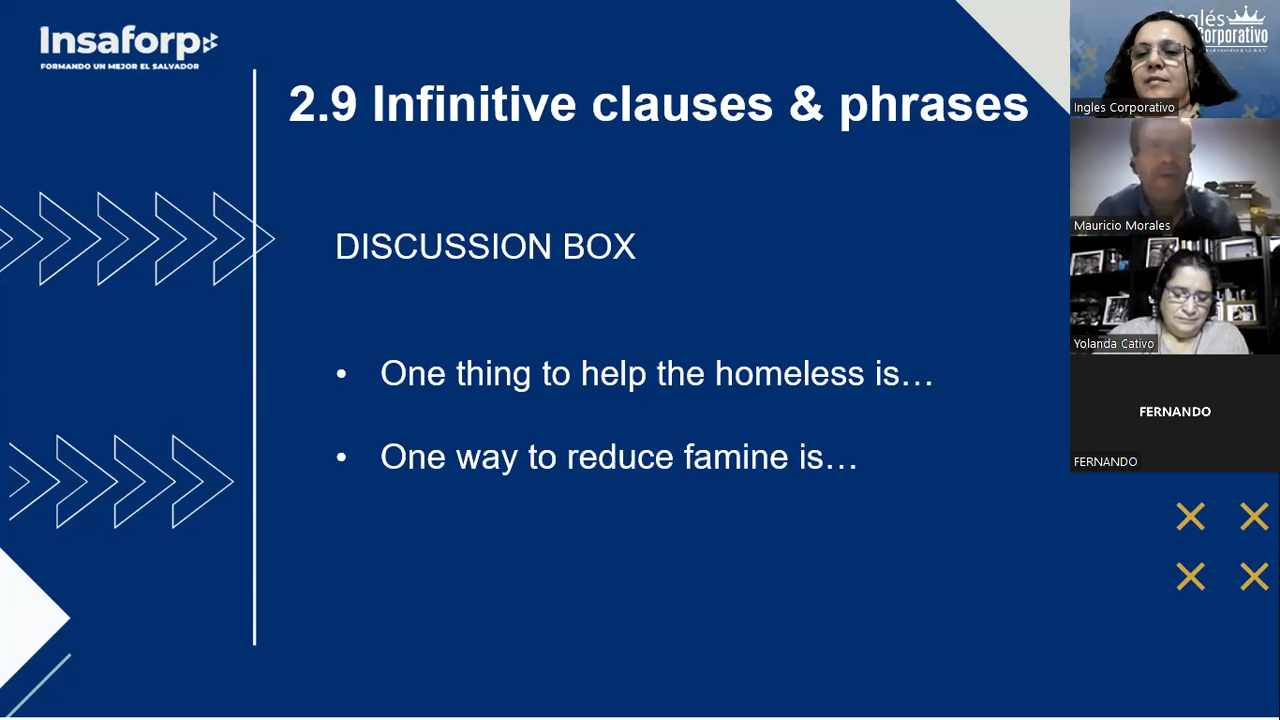 Insaforp
FORMANDO UN MEJOR EL SALVADOR
2.9 Infinitive clauses & phrases
DISCUSSION BOX
• One thing to help the homeless is…
• One way to reduce famine is…
Inglés
Corporativo
Ingles Corporativo
Mauricio Morales
Yolanda Cativo
FERNANDO
FERNANDO